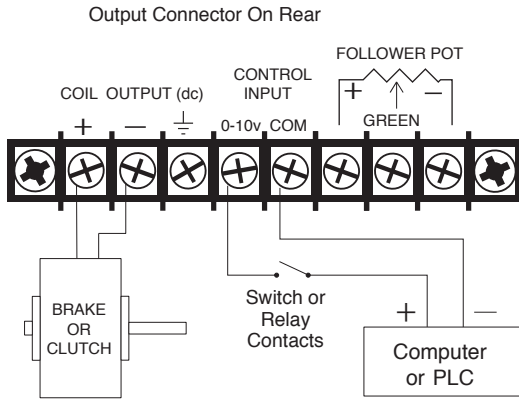 Output Connector On Rear
FOLLOWER POT
CONTROL
INPUT
COIL OUTPUT (dc)
+ −
GREEN
+ −
0-10v COM
BRAKE
OR
CLUTCH
Switch or
Relay
Contacts
+ −
Computer
or PLC